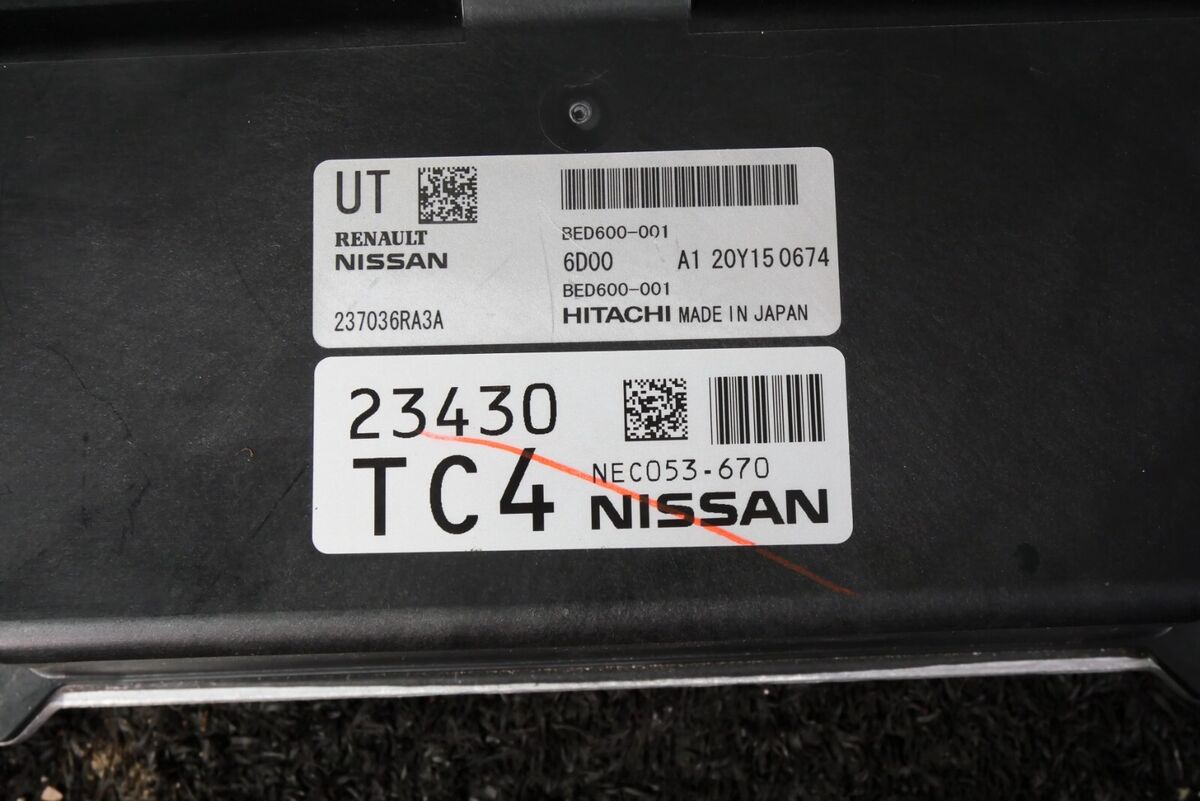 UT
RENAULT
NISSAN
237036RA3A
BED600-001
6D00 A1 20Y15 0674
BED600-001
HITACHI MADE IN JAPAN
23430
TC4
NEC053-670
NISSAN